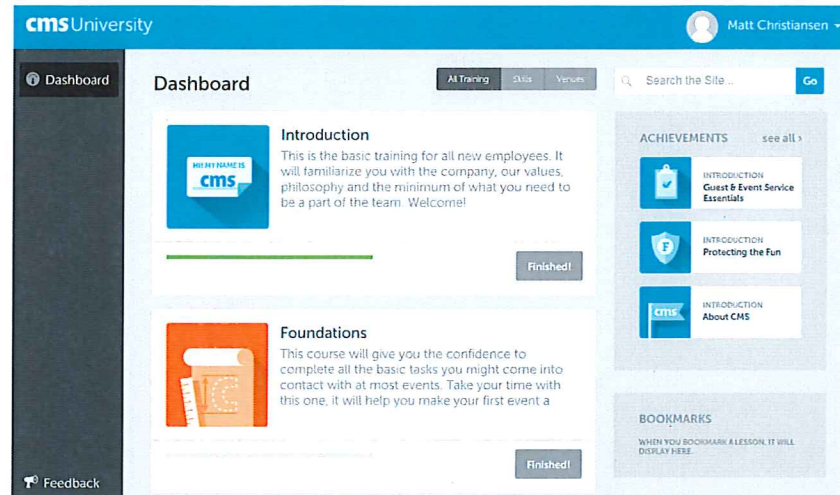 cms University
Matt Christiansen
Dashboard
Dashboard
All Training
Skills
Venues
Search the Site...
Go
HI! MY NAME IS
cms
Introduction
This is the basic training for all new employees. It
will familiarize you with the company, our values,
philosophy and the minimum of what you need to
be a part of the team. Welcome!
Finished!
Foundations
This course will give you the confidence to
complete all the basic tasks you might come into
contact with at most events. Take your time with
this one, it will help you make your first event a
Finished!
ACHIEVEMENTS
see all ›
INTRODUCTION
Guest & Event Service
Essentials
F
INTRODUCTION
Protecting the Fun
cms
INTRODUCTION
About CMS
BOOKMARKS
WHEN YOU BOOKMARK A LESSON, IT WILL
DISPLAY HERE.
Feedback